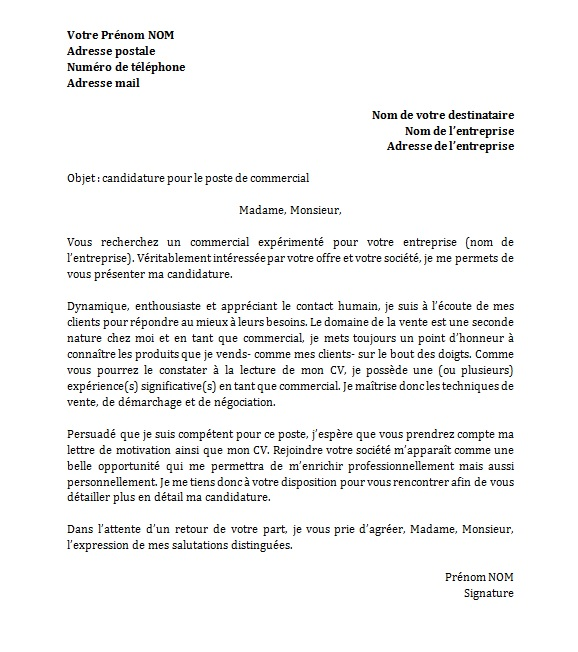 Votre Prénom NOM
Adresse postale
Numéro de téléphone
Adresse mail
Nom de votre destinataire
Nom de l'entreprise
Adresse de l'entreprise
Objet : candidature pour le poste de commercial
Madame, Monsieur,
Vous recherchez un commercial expérimenté pour votre entreprise (nom de
l'entreprise). Véritablement intéressée par votre offre et votre société, je me permets de
vous présenter ma candidature.
Dynamique, enthousiaste et appréciant le contact humain, je suis à l'écoute de mes
clients pour répondre au mieux à leurs besoins. Le domaine de la vente est une seconde
nature chez moi et en tant que commercial, je mets toujours un point d'honneur à
connaître les produits que je vends- comme mes clients- sur le bout des doigts. Comme
vous pourrez le constater à la lecture de mon CV, je possède une (ou plusieurs)
expérience(s) significative(s) en tant que commercial. Je maîtrise donc les techniques de
vente, de démarchage et de négociation.
Persuadé que je suis compétent pour ce poste, j'espère que vous prendrez compte ma
lettre de motivation ainsi que mon CV. Rejoindre votre société m'apparaît comme une
belle opportunité qui me permettra de m'enrichir professionnellement mais aussi
personnellement. Je me tiens donc à votre disposition pour vous rencontrer afin de vous
détailler plus en détail ma candidature.
Dans l'attente d'un retour de votre part, je vous prie d'agréer, Madame, Monsieur,
l'expression de mes salutations distinguées.
Prénom NOM
Signature